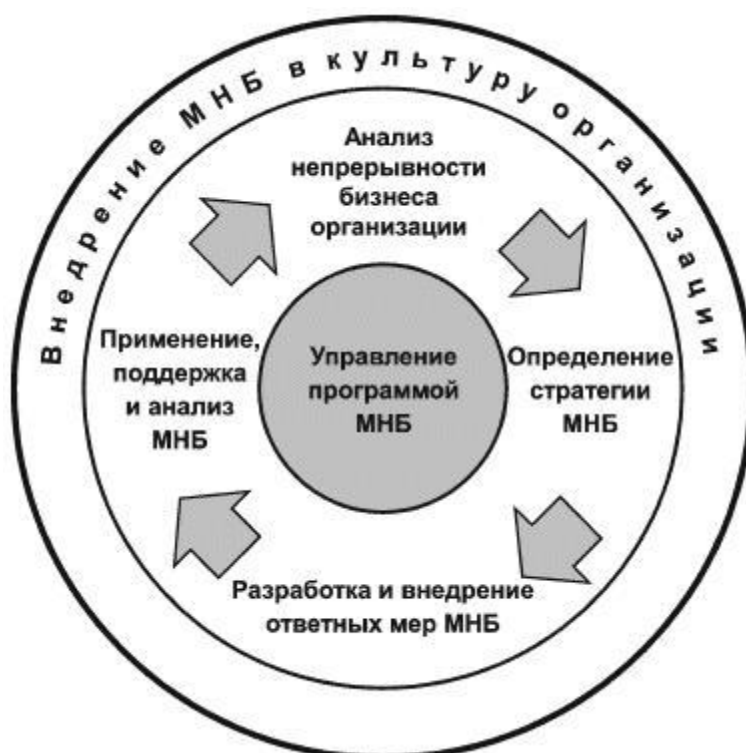 Внедрение МНБ в культуру организации
Анализ
непрерывности
бизнеса
организации
Применение,
поддержка
и анализ
МНБ
Управление
программой
МНБ
Определение
стратегии
МНБ
Разработка и внедрение
ответных мер МНБ